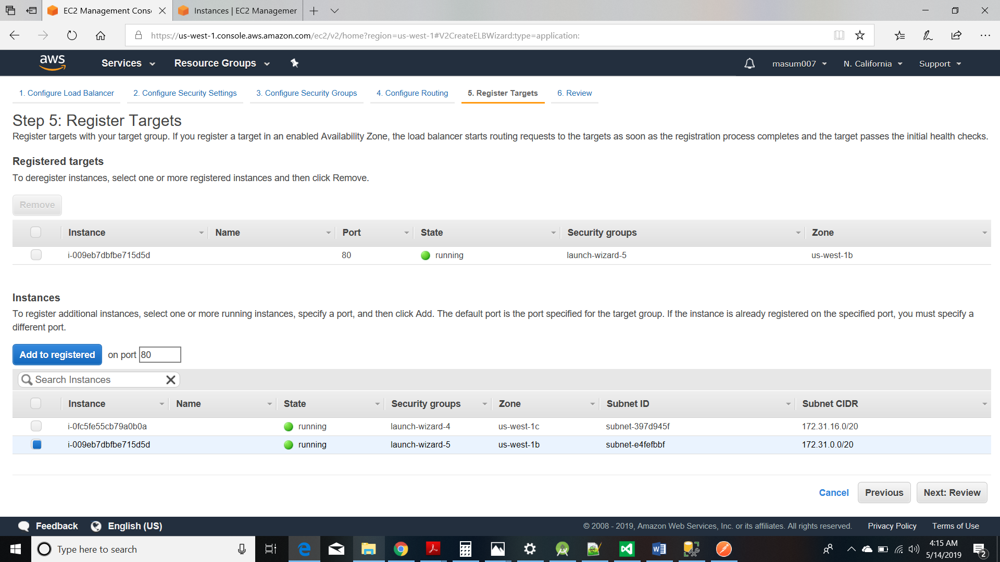 EC2 Management Cons
Instances | EC2 Managemer
https://us-west-1.console.aws.amazon.com/ec2/v2/home?region=us-west-1#V2CreateELBWizard:type=application:
aws
Services
Resource Groups
masum007
N. California
Support
1. Configure Load Balancer
2. Configure Security Settings
3. Configure Security Groups
4. Configure Routing
5. Register Targets
6. Review
Step 5: Register Targets
Register targets with your target group. If you register a target in an enabled Availability Zone, the load balancer starts routing requests to the targets as soon as the registration process completes and the target passes the initial health checks.
Registered targets
To deregister instances, select one or more registered instances and then click Remove.
Remove
Instance Name Port State Security groups Zone
i-009eb7dbfbe715d5d 80 running launch-wizard-5 us-west-1b
Instances
To register additional instances, select one or more running instances, specify a port, and then click Add. The default port is the port specified for the target group. If the instance is already registered on the specified port, you must specify a
different port.
Add to registered on port 80
Search Instances
Instance Name State Security groups Zone Subnet ID Subnet CIDR
i-0fc5fe55cb79a0b0a running launch-wizard-4 us-west-1c subnet-397d945f 172.31.16.0/20
i-009eb7dbfbe715d5d running launch-wizard-5 us-west-1b subnet-e4fefbbf 172.31.0.0/20
Cancel Previous Next: Review
Feedback English (US) © 2008 - 2019, Amazon Web Services, Inc. or its affiliates. All rights reserved. Privacy Policy Terms of Use
Type here to search
4:15 AM
5/14/2019
2